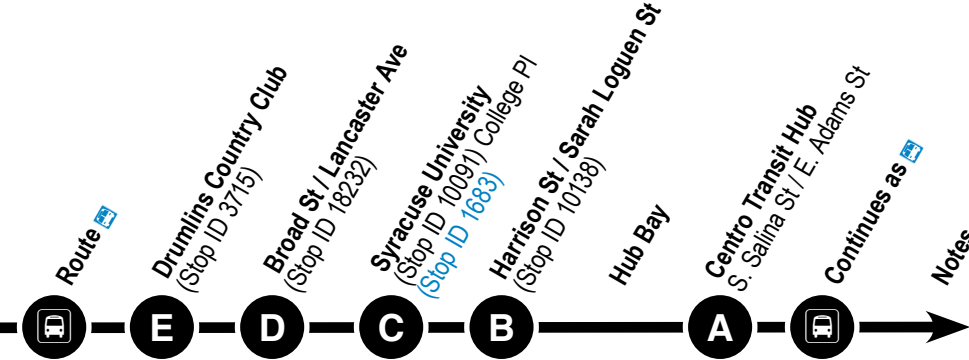 Route
Drumlins Country Club
(Stop ID 3715)
Broad St / Lancaster Ave
(Stop ID 18232)
Syracuse University
(Stop ID 10091) College Pl
(Stop ID 1683)
Harrison St / Sarah Loguen St
(Stop ID 10138)
Hub Bay
Centro Transit Hub
S. Salina St / E. Adams St
Continues as
Notes
E
D
C
B
A